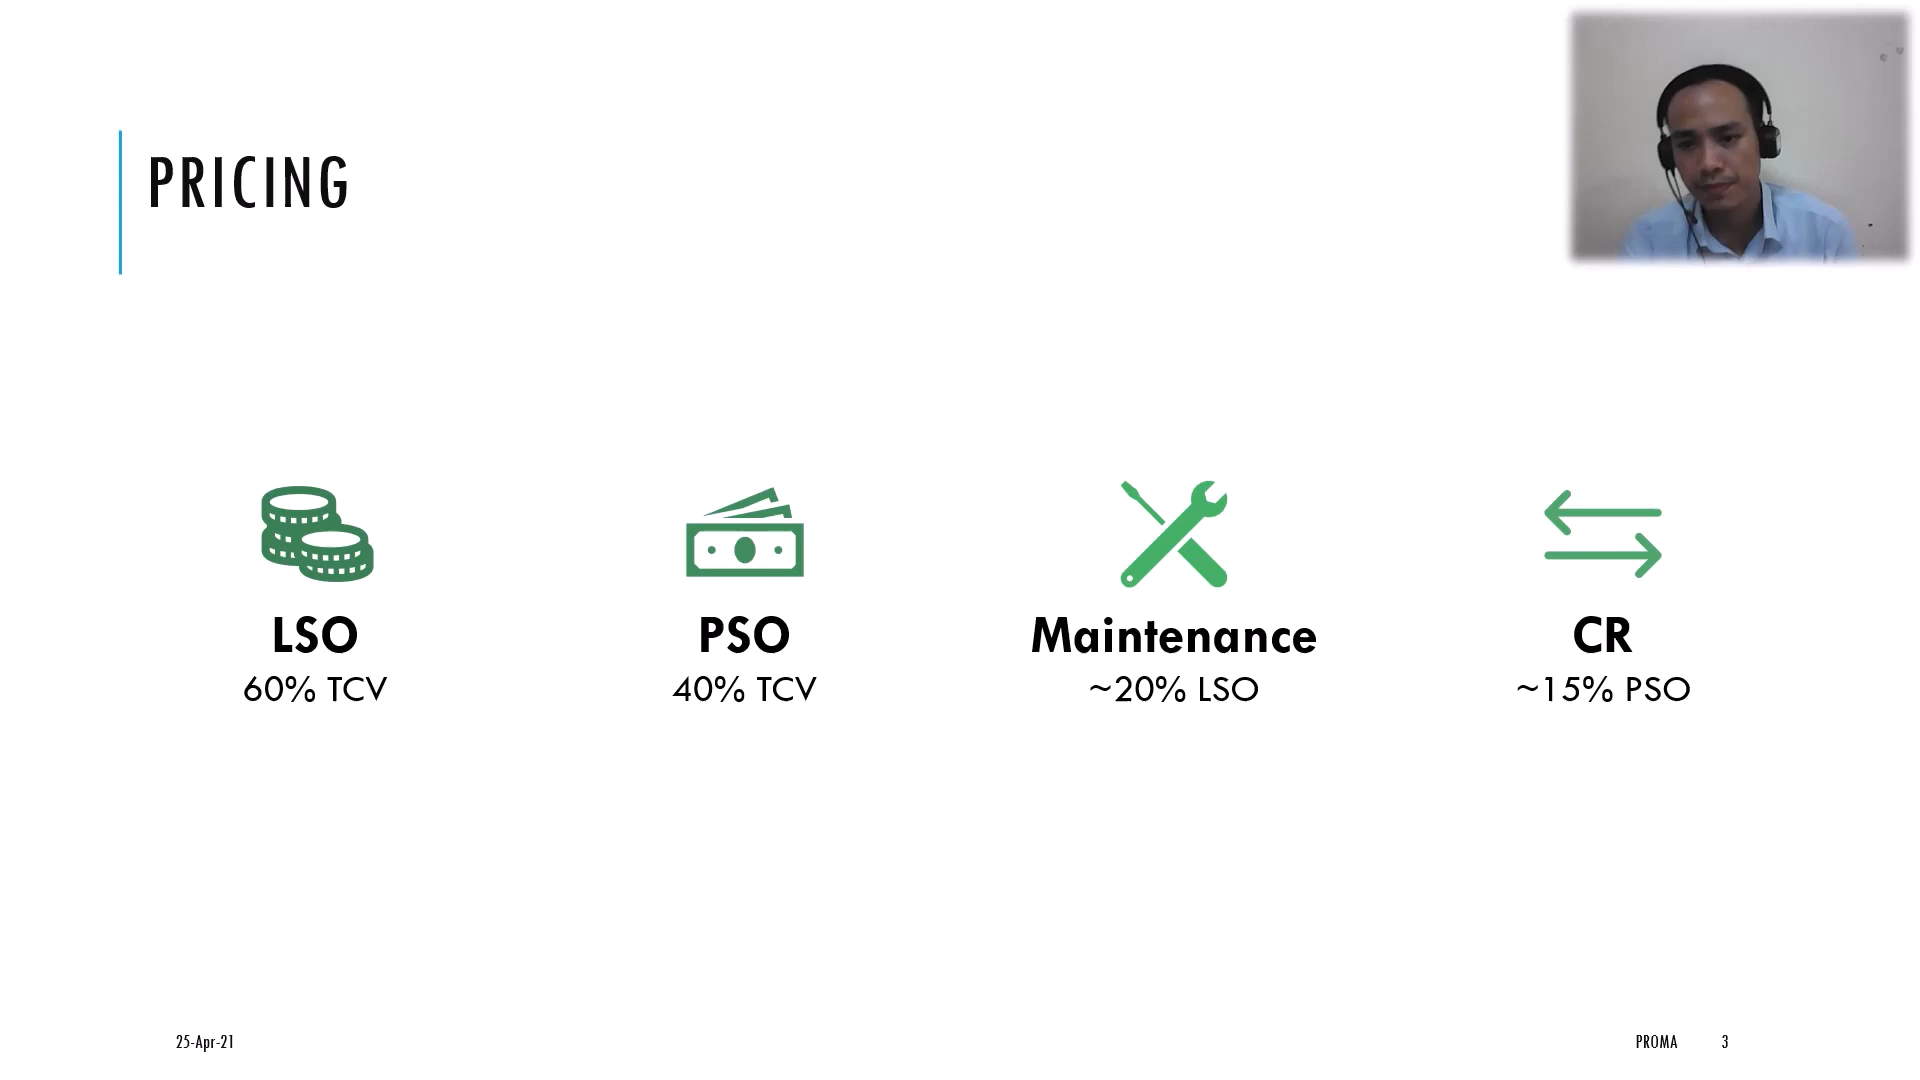 PRICING
LSO
60% TCV
PSO
40% TCV
Maintenance
~20% LSO
CR
~15% PSO
25-Apr-21
PROMA 3